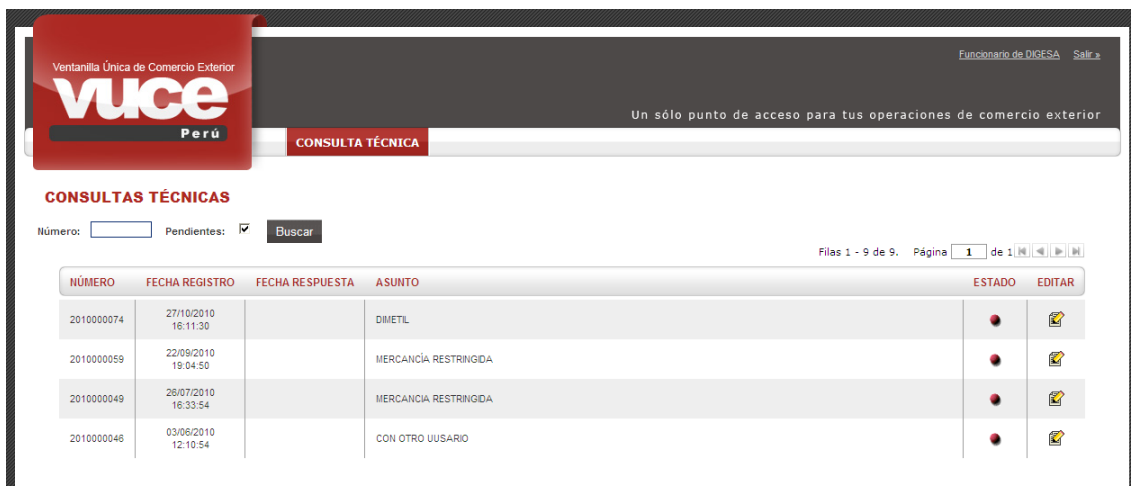 Funcionario de DIGESA Salir »
Ventanilla Única de Comercio Exterior
vuce
Perú
Un sólo punto de acceso para tus operaciones de comercio exterior
CONSULTA TÉCNICA
CONSULTAS TÉCNICAS
Número: Pendientes: Buscar
Filas 1 - 9 de 9. Página 1 de 1
NÚMERO FECHA REGISTRO FECHA RESPUESTA ASUNTO ESTADO EDITAR
2010000074 27/10/2010 16:11:30 DIMETIL
2010000059 22/09/2010 19:04:50 MERCANCÍA RESTRINGIDA
2010000049 26/07/2010 16:33:54 MERCANCIA RESTRINGIDA
2010000046 03/06/2010 12:10:54 CON OTRO UUSARIO